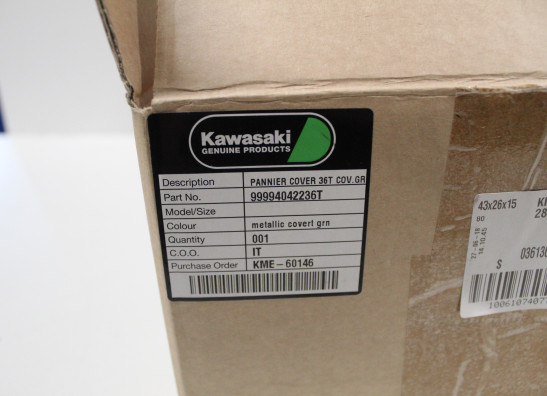 Kawasaki
GENUINE PRODUCTS
Description PANNIER COVER 36T COV.GR
Part No. 99994042236T
Model/Size
Colour metallic covert grn
Quantity 001
C.O.O. IT
Purchase Order KME-60146
43x26x15
$